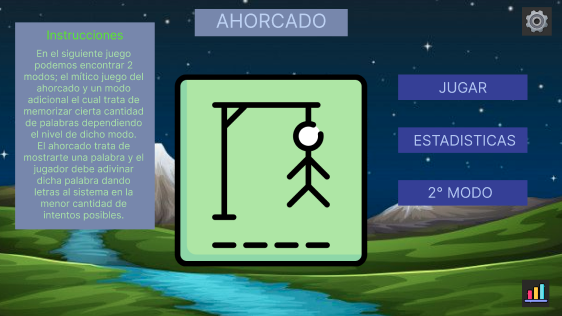 AHORCADO
Instrucciones
En el siguiente juego
podemos encontrar 2
modos; el mítico juego del
ahorcado y un modo
adicional el cual trata de
memorizar cierta cantidad
de palabras dependiendo
el nivel de dicho modo.
El ahorcado trata de
mostrarte una palabra y el
jugador debe adivinar
dicha palabra dando
letras al sistema en la
menor cantidad de
intentos posibles.
JUGAR
ESTADISTICAS
2° MODO